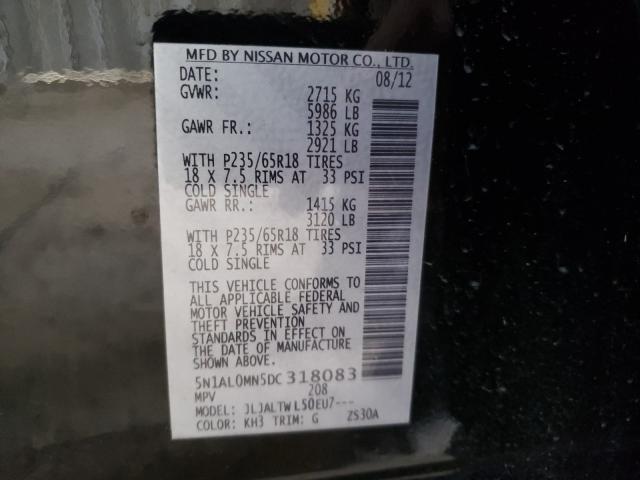 MFD BY NISSAN MOTOR CO., LTD.
DATE: 08/12
GVWR: 2715 KG
5986 LB
GAWR FR.: 1325 KG
2921 LB
WITH P235/65R18 TIRES
18 X 7.5 RIMS AT 33 PSI
COLD SINGLE
GAWR RR.: 1415 KG
3120 LB
WITH P235/65R18 TIRES
18 X 7.5 RIMS AT 33 PSI
COLD SINGLE
THIS VEHICLE CONFORMS TO
ALL APPLICABLE FEDERAL
MOTOR VEHICLE SAFETY AND
THEFT PREVENTION
STANDARDS IN EFFECT ON
THE DATE OF MANUFACTURE
SHOWN ABOVE.
5N1AL0MN5DC318083
MPV 208
MODEL: JLJALTWL50EU7---
COLOR: KH3 TRIM: G ZS30A